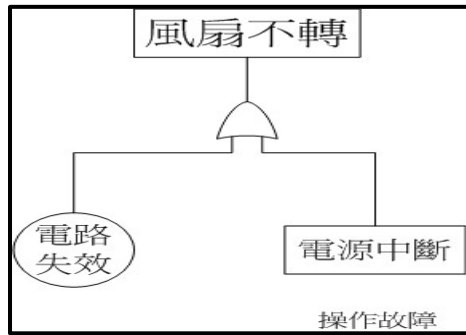 風扇不轉
電路
失效
電源中斷
操作故障